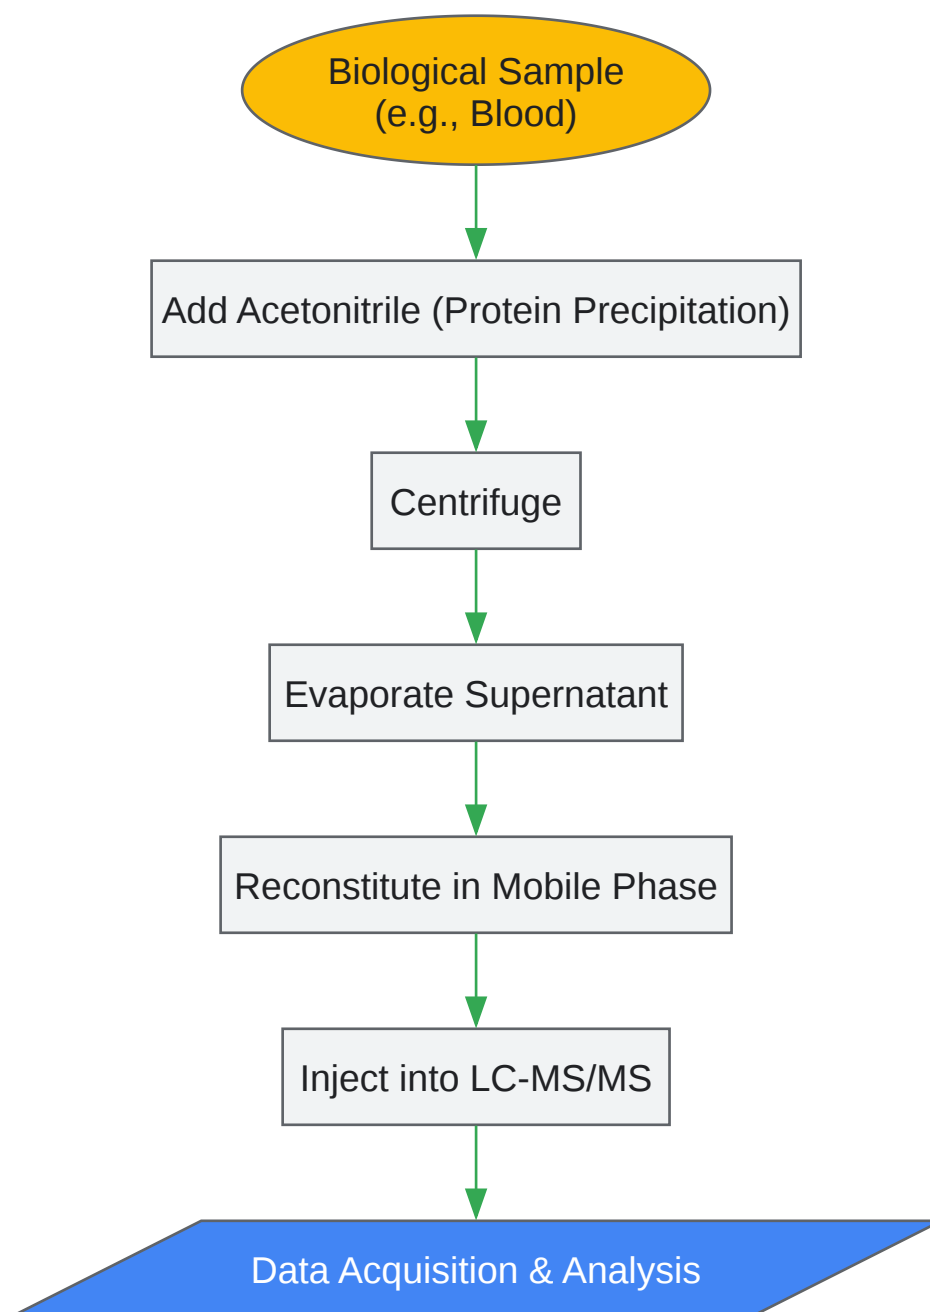 Biological Sample
(e.g., Blood)
Add Acetonitrile (Protein Precipitation)
Centrifuge
Evaporate Supernatant
Reconstitute in Mobile Phase
Inject into LC-MS/MS
Data Acquisition & Analysis